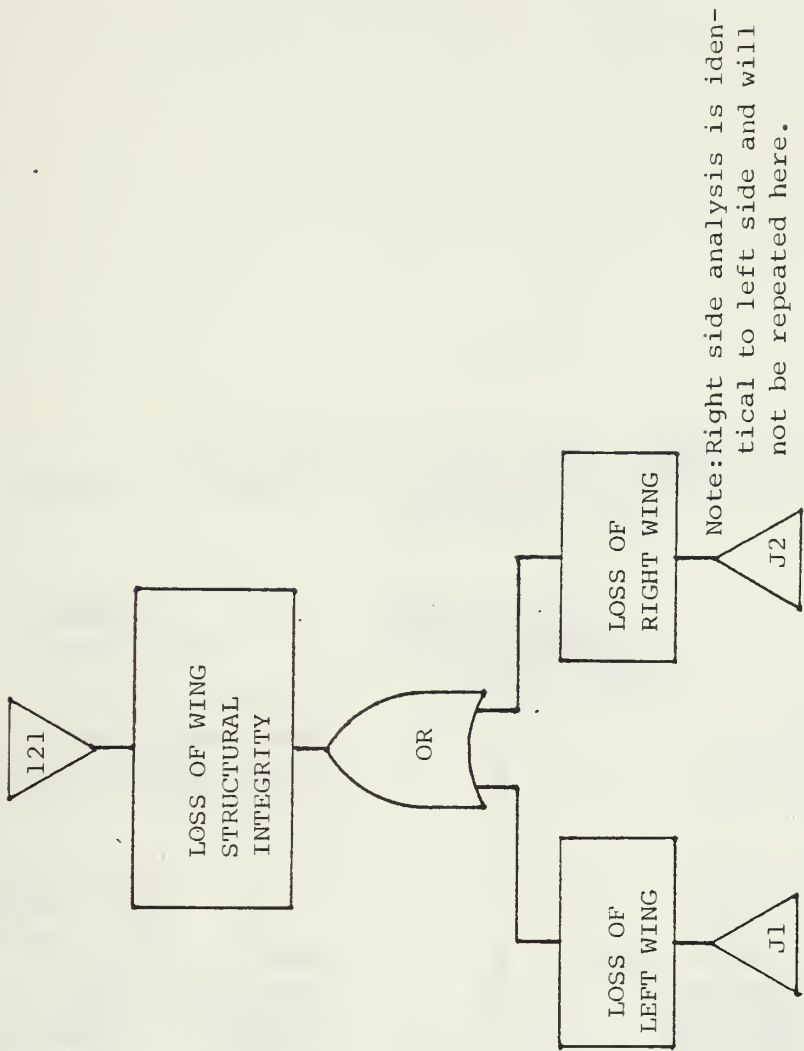 121
LOSS OF WING
STRUCTURAL
INTEGRITY
OR
LOSS OF
LEFT WING
LOSS OF
RIGHT WING
J1
J2
Note:Right side analysis is iden-
tical to left side and will
not be repeated here.